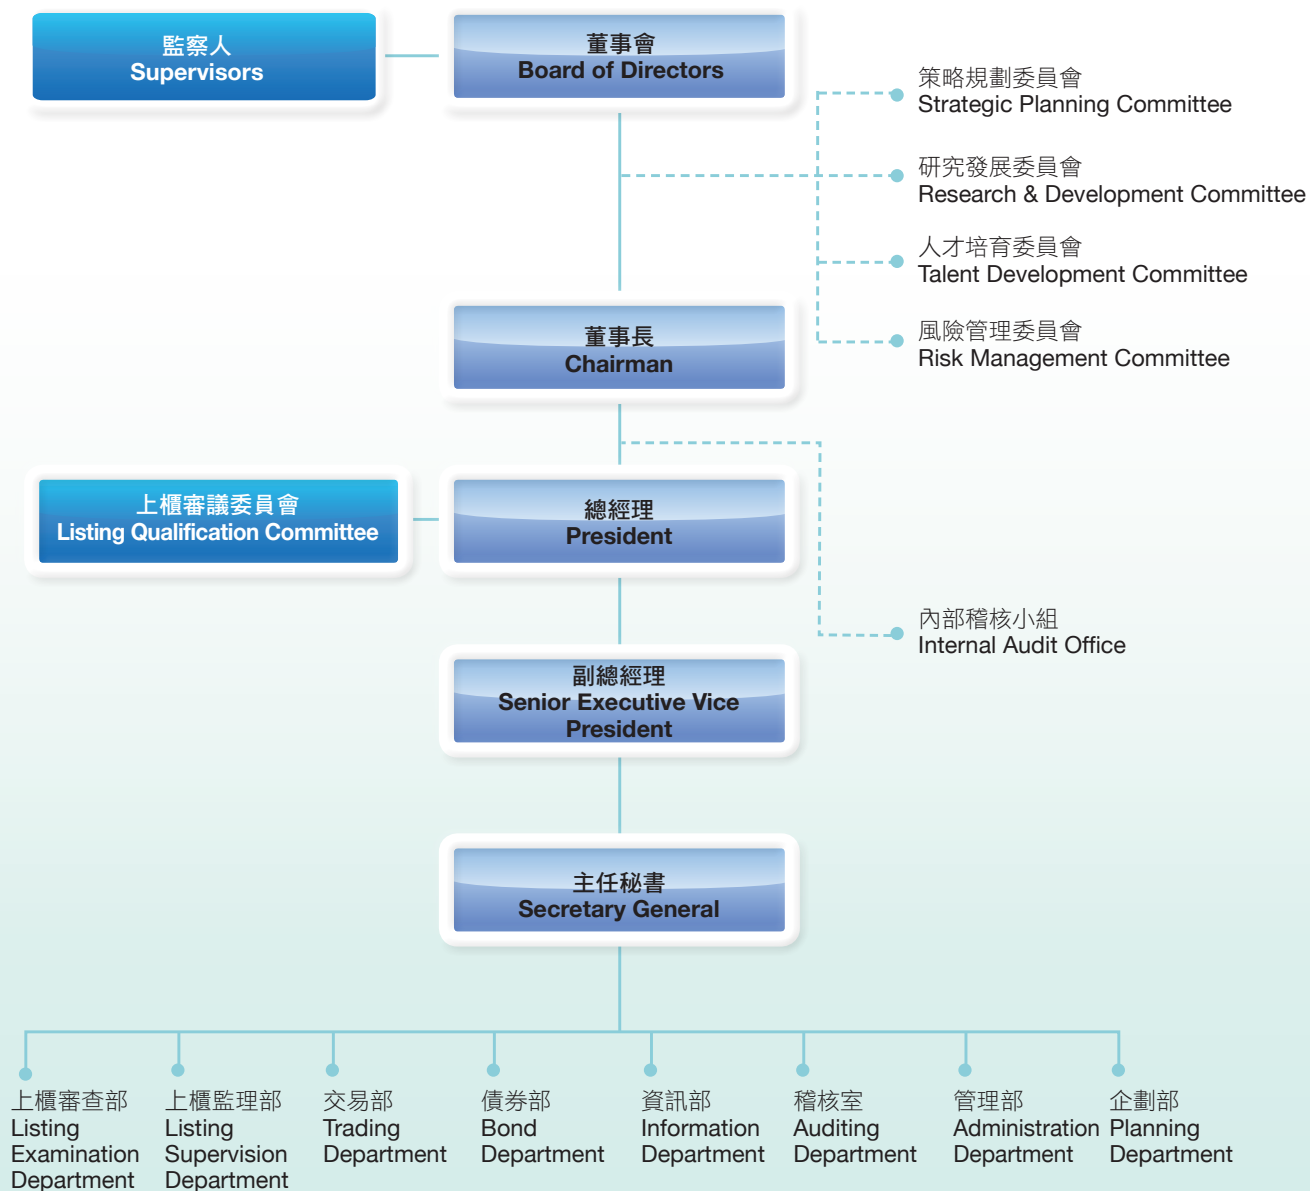 監察人
Supervisors
董事會
Board of Directors
策略規劃委員會
Strategic Planning Committee
研究發展委員會
Research & Development Committee
人才培育委員會
Talent Development Committee
風險管理委員會
Risk Management Committee
董事長
Chairman
上櫃審議委員會
Listing Qualification Committee
總經理
President
內部稽核小組
Internal Audit Office
副總經理
Senior Executive Vice
President
主任秘書
Secretary General
上櫃審查部
Listing
Examination
Department
上櫃監理部
Listing
Supervision
Department
交易部
Trading
Department
債券部
Bond
Department
資訊部
Information
Department
稽核室
Auditing
Department
管理部
Administration
Department
企劃部
Planning
Department